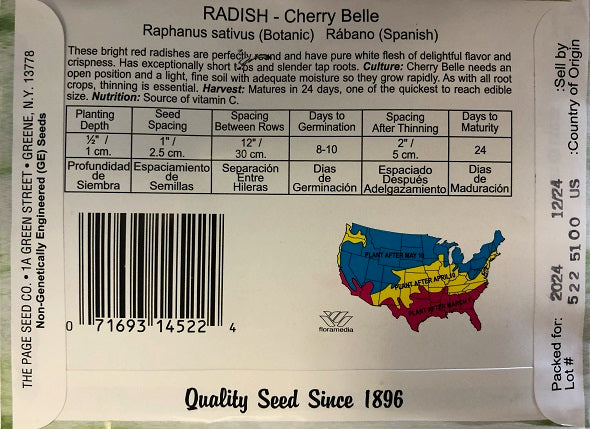 RADISH - Cherry Belle
Raphanus sativus (Botanic) Rábano (Spanish)
These bright red radishes are perfectly round and have pure white flesh of delightful flavor and
crispness. Has exceptionally short tops and slender tap roots. Culture: Cherry Belle needs an
open position and a light, fine soil with adequate moisture so they grow rapidly. As with all root
crops, thinning is essential. Harvest: Matures in 24 days, one of the quickest to reach edible
size. Nutrition: Source of vitamin C.
Planting Depth Seed Spacing Spacing Between Rows Days to Germination Spacing After Thinning Days to Maturity
½" / 1 cm. 1" / 2.5 cm. 12" / 30 cm. 8-10 2" / 5 cm. 24
Profundidad de Siembra Espaciamiento de Semillas Separación Entre Hileras Dias de Germinación Espaciado Después Adelgazamiento Dias de Maduración
0 71693 14522 4
PLANT AFTER MAY 10
PLANT AFTER APRIL 10
PLANT AFTER MARCH 1
floramedia
Quality Seed Since 1896
THE PAGE SEED CO. • 1A GREEN STREET • GREENE, N.Y. 13778
Non-Genetically Engineered (GE) Seeds
Packed for: 2024 12/24 :Sell by
Lot # 522 5100 US :Country of Origin